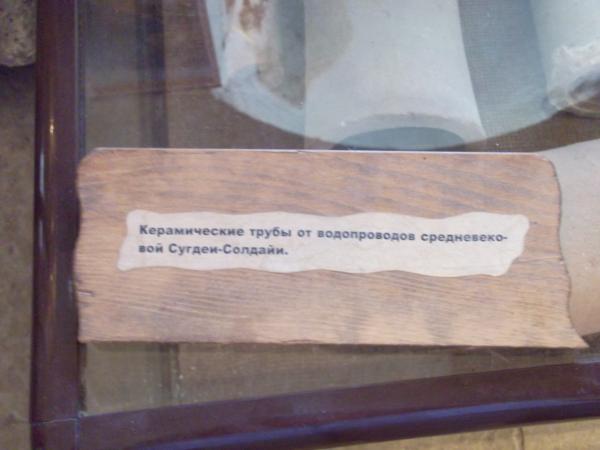 Керамические трубы от водопроводов средневеко-
вой Сугдеи-Солдайи.